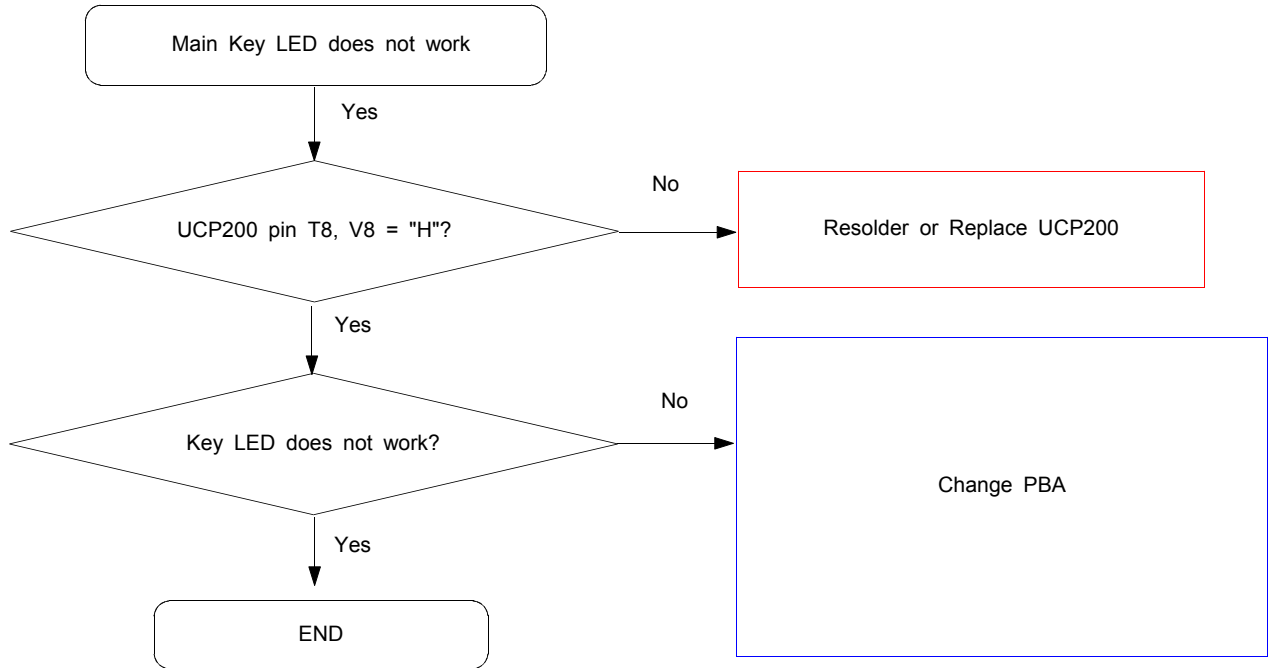 Main Key LED does not work
Yes
UCP200 pin T8, V8 = "H"?
No
Resolder or Replace UCP200
Yes
Key LED does not work?
No
Change PBA
Yes
END